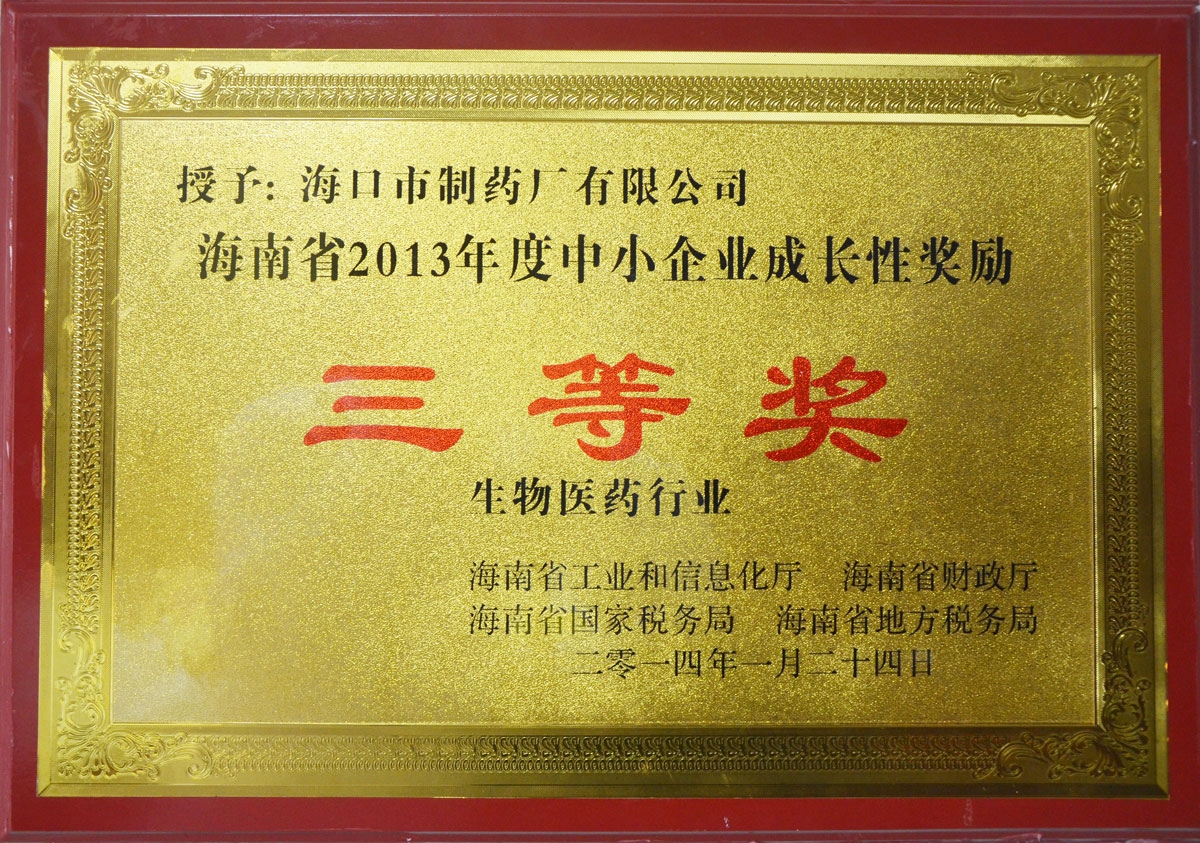 授予：海口市制药厂有限公司
海南省2013年度中小企业成长性奖励
三等奖
生物医药行业
海南省工业和信息化厅 海南省财政厅
海南省国家税务局 海南省地方税务局
二零一四年一月二十四日